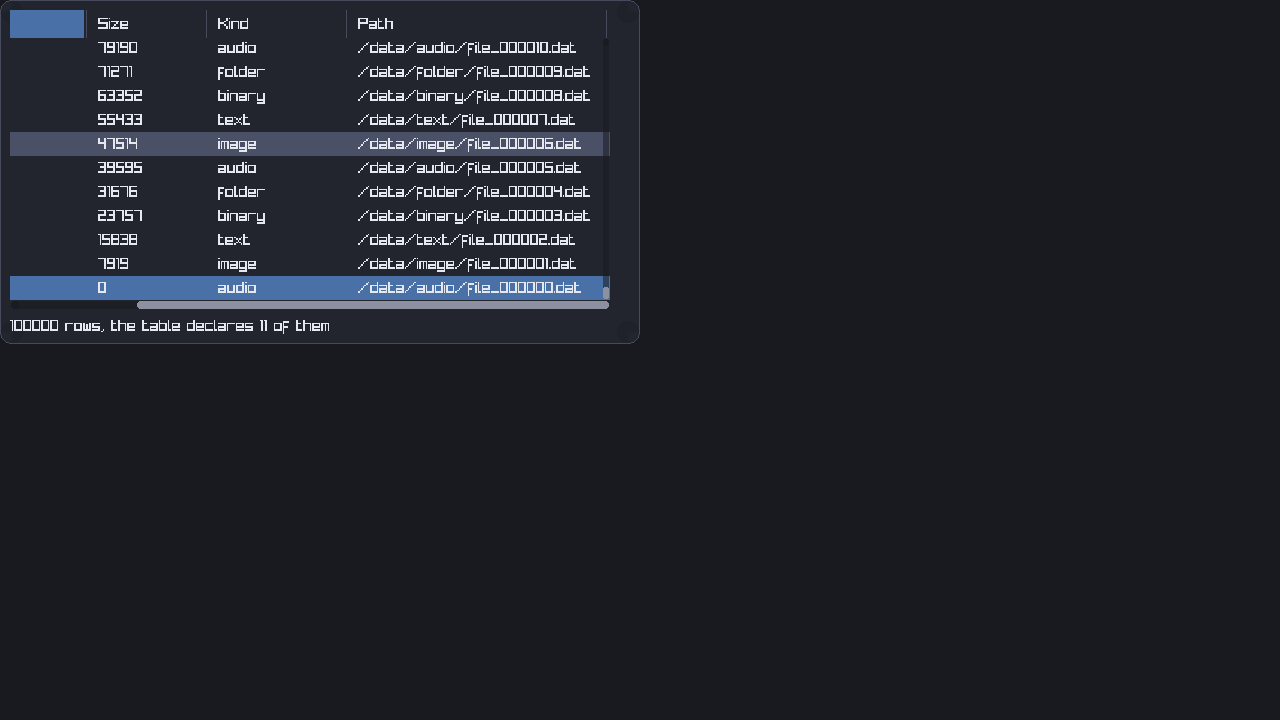 Size Kind Path
79190 audio /data/audio/file_000010.dat
71271 folder /data/folder/file_000009.dat
63352 binary /data/binary/file_000008.dat
55433 text /data/text/file_000007.dat
47514 image /data/image/file_000006.dat
39595 audio /data/audio/file_000005.dat
31676 folder /data/folder/file_000004.dat
23757 binary /data/binary/file_000003.dat
15838 text /data/text/file_000002.dat
7919 image /data/image/file_000001.dat
0 audio /data/audio/file_000000.dat
100000 rows, the table declares 11 of them